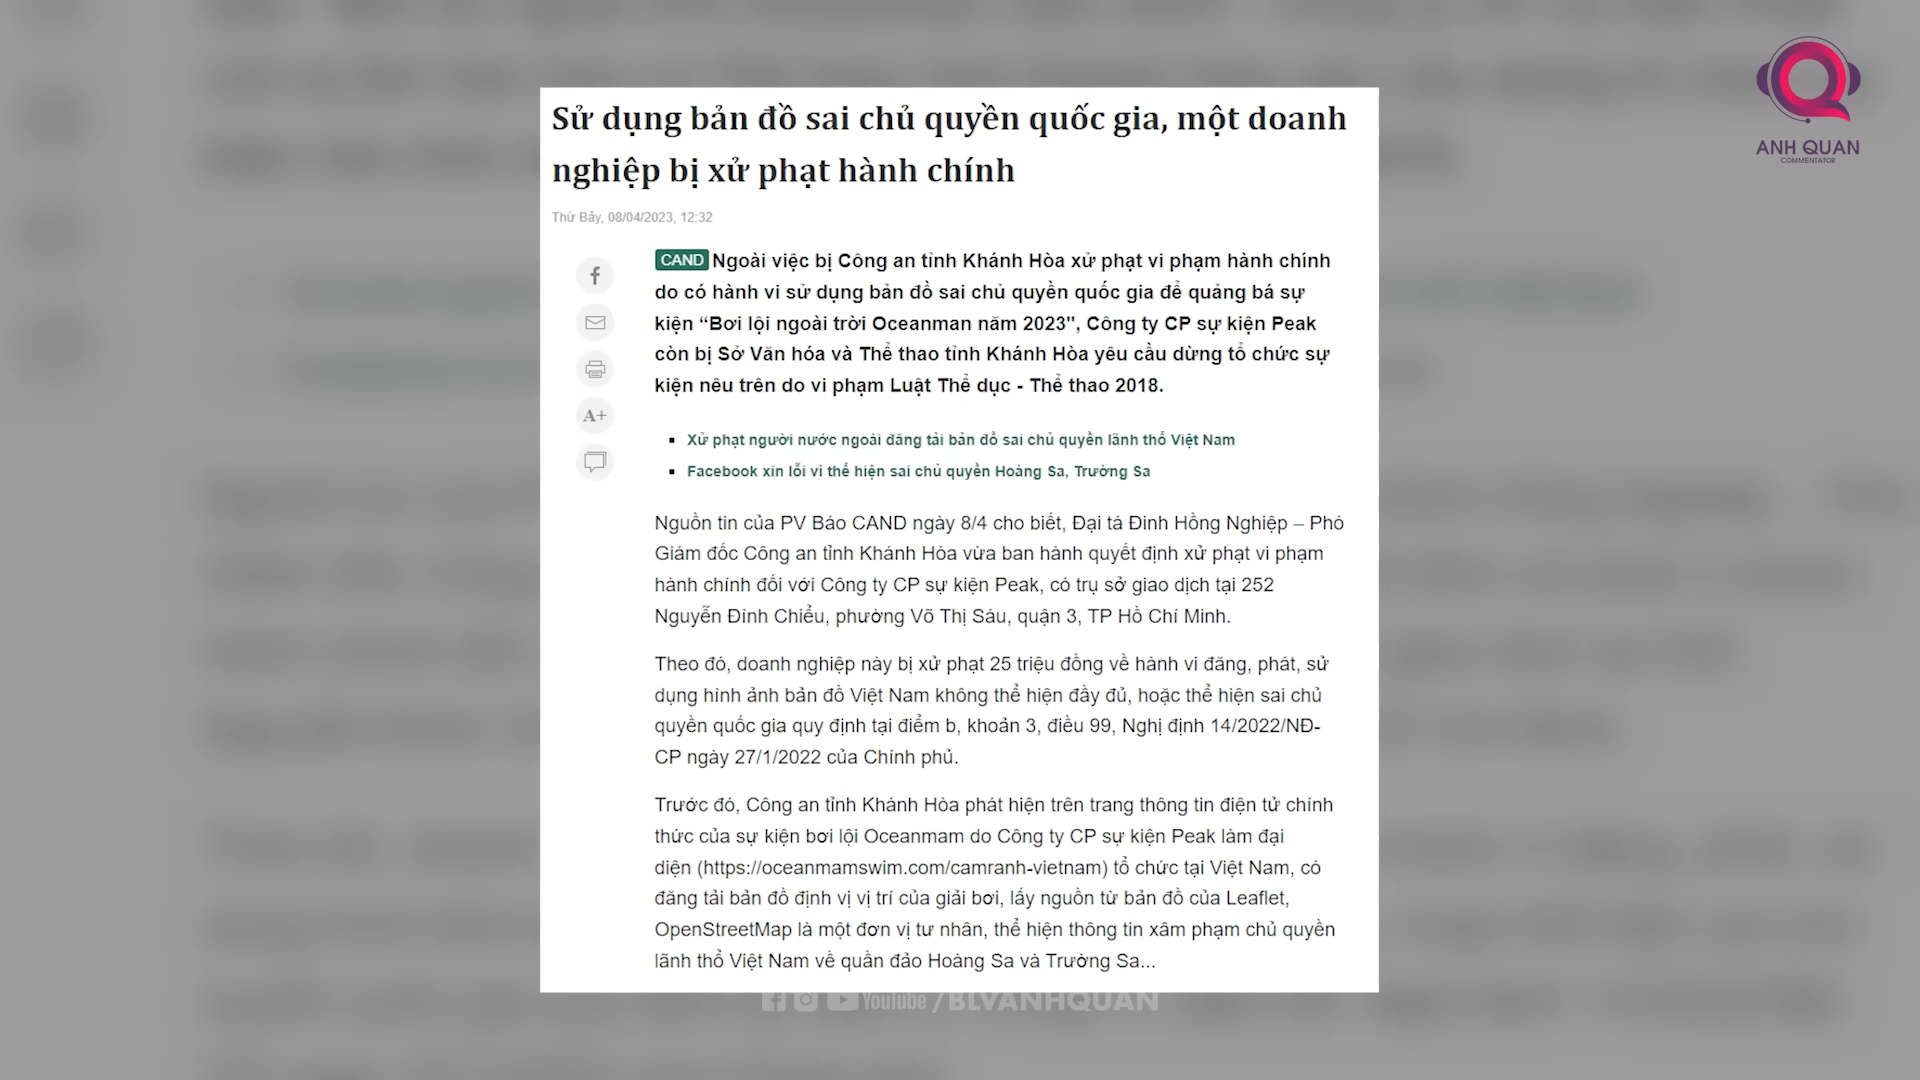 ANH QUAN
COMMENTATOR
Sử dụng bản đồ sai chủ quyền quốc gia, một doanh
nghiệp bị xử phạt hành chính
Thứ Bảy, 08/04/2023, 12:32
CAND Ngoài việc bị Công an tỉnh Khánh Hòa xử phạt vi phạm hành chính
do có hành vi sử dụng bản đồ sai chủ quyền quốc gia để quảng bá sự
kiện “Bơi lội ngoài trời Oceanman năm 2023", Công ty CP sự kiện Peak
còn bị Sở Văn hóa và Thể thao tỉnh Khánh Hòa yêu cầu dừng tổ chức sự
kiện nêu trên do vi phạm Luật Thể dục - Thể thao 2018.
A+
Xử phạt người nước ngoài đăng tải bản đồ sai chủ quyền lãnh thổ Việt Nam
Facebook xin lỗi vì thể hiện sai chủ quyền Hoàng Sa, Trường Sa
Nguồn tin của PV Báo CAND ngày 8/4 cho biết, Đại tá Đinh Hồng Nghiệp – Phó
Giám đốc Công an tỉnh Khánh Hòa vừa ban hành quyết định xử phạt vi phạm
hành chính đối với Công ty CP sự kiện Peak, có trụ sở giao dịch tại 252
Nguyễn Đình Chiểu, phường Võ Thị Sáu, quận 3, TP Hồ Chí Minh.
Theo đó, doanh nghiệp này bị xử phạt 25 triệu đồng về hành vi đăng, phát, sử
dụng hình ảnh bản đồ Việt Nam không thể hiện đầy đủ, hoặc thể hiện sai chủ
quyền quốc gia quy định tại điểm b, khoản 3, điều 99, Nghị định 14/2022/NĐ-
CP ngày 27/1/2022 của Chính phủ.
Trước đó, Công an tỉnh Khánh Hòa phát hiện trên trang thông tin điện tử chính
thức của sự kiện bơi lội Oceanmam do Công ty CP sự kiện Peak làm đại
diện (https://oceanmamswim.com/camranh-vietnam) tổ chức tại Việt Nam, có
đăng tải bản đồ định vị vị trí của giải bơi, lấy nguồn từ bản đồ của Leaflet,
OpenStreetMap là một đơn vị tư nhân, thể hiện thông tin xâm phạm chủ quyền
lãnh thổ Việt Nam về quần đảo Hoàng Sa và Trường Sa...
YouTube /BLVANHQUAN